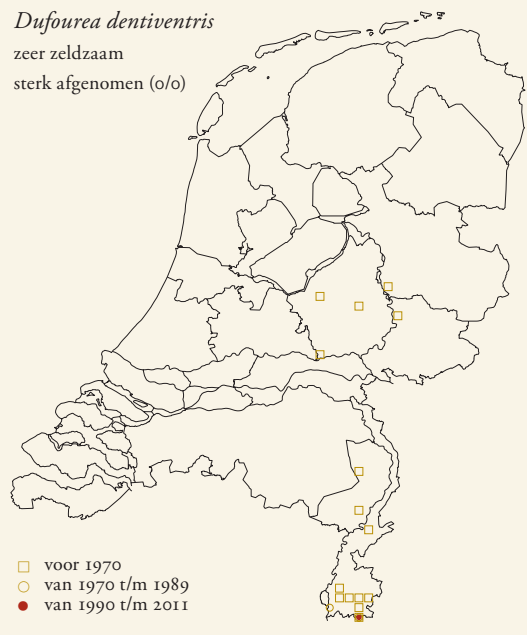 Dufourea dentiventris
zeer zeldzaam
sterk afgenomen (0/0)
voor 1970
van 1970 t/m 1989
van 1990 t/m 2011